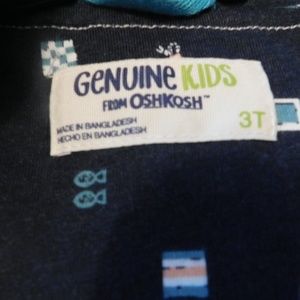 GENUINE KIDS
FROM OSHKOSH™
3T
MADE IN BANGLADESH
HECHO EN BANGLADESH